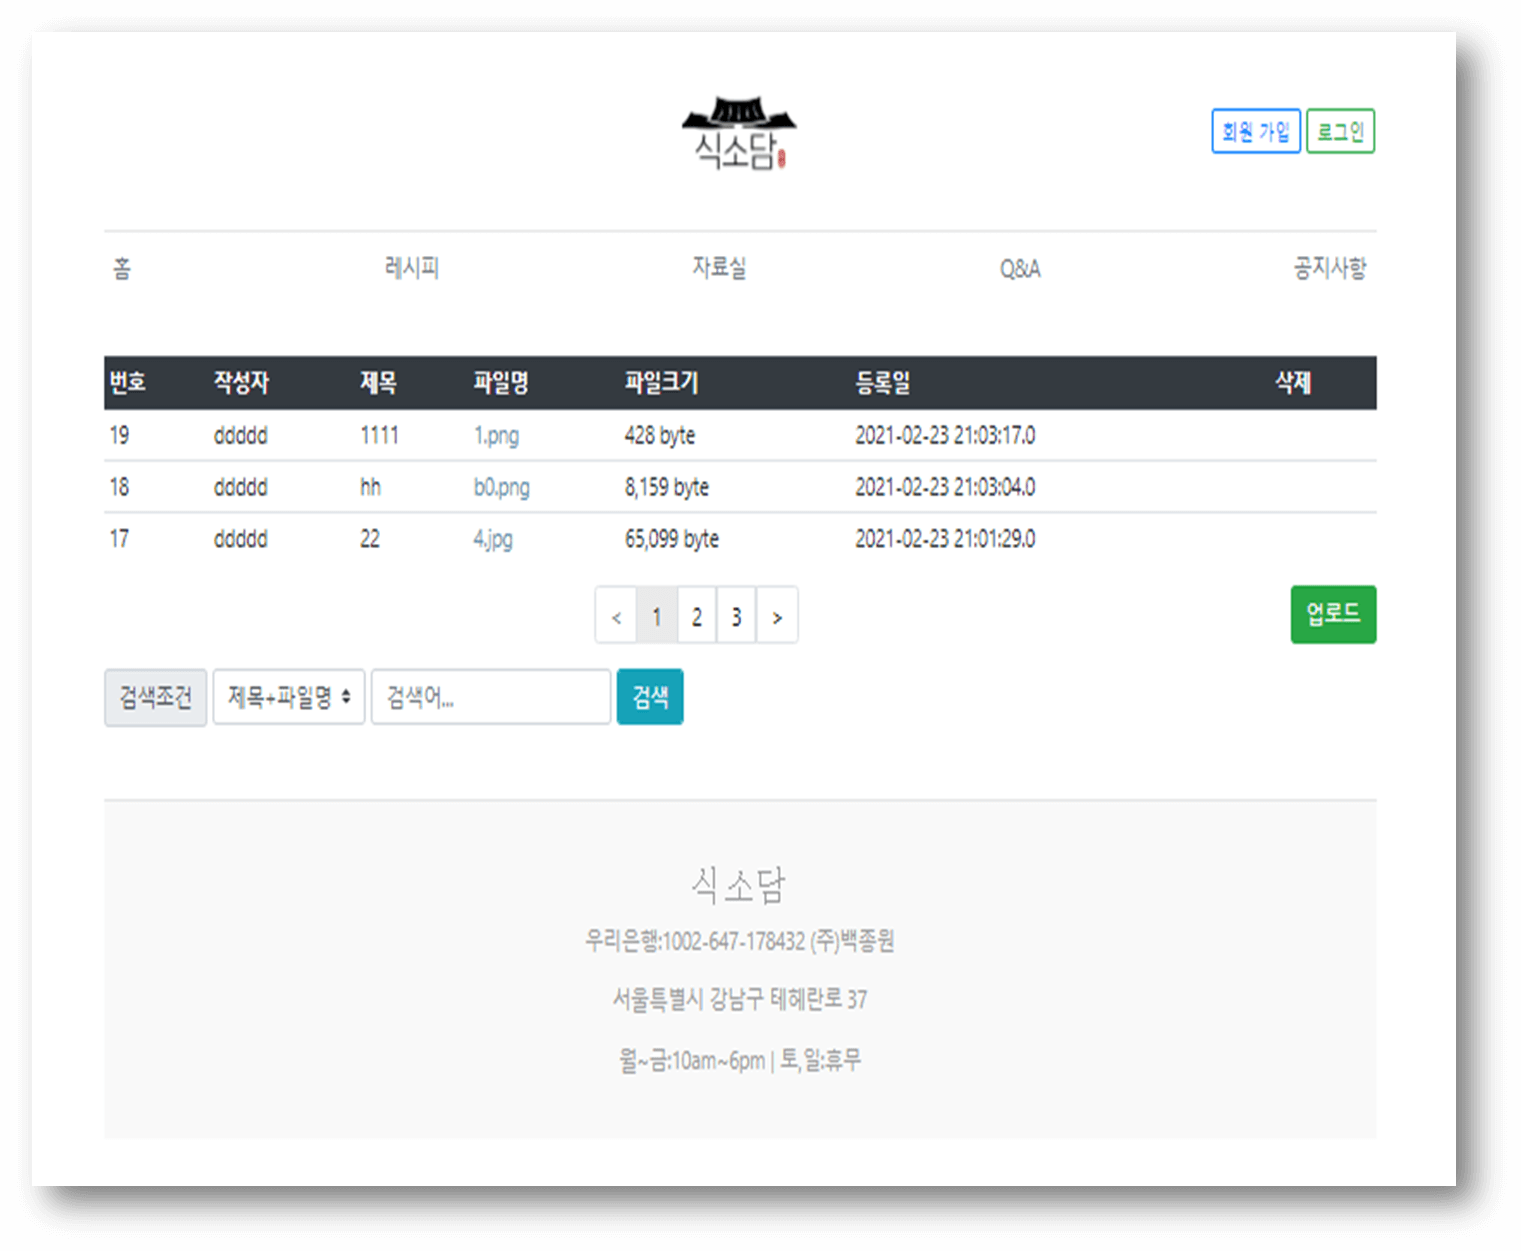 식소담
회원 가입 로그인
홈 레시피 자료실 Q&A 공지사항
번호 작성자 제목 파일명 파일크기 등록일 삭제
19 ddddd 1111 1.png 428 byte 2021-02-23 21:03:17.0
18 ddddd hh b0.png 8,159 byte 2021-02-23 21:03:04.0
17 ddddd 22 4.jpg 65,099 byte 2021-02-23 21:01:29.0
< 1 2 3 > 업로드
검색조건 제목+파일명 검색어... 검색
식소담
우리은행:1002-647-178432 (주)백종원
서울특별시 강남구 테헤란로 37
월~금:10am~6pm | 토,일:휴무